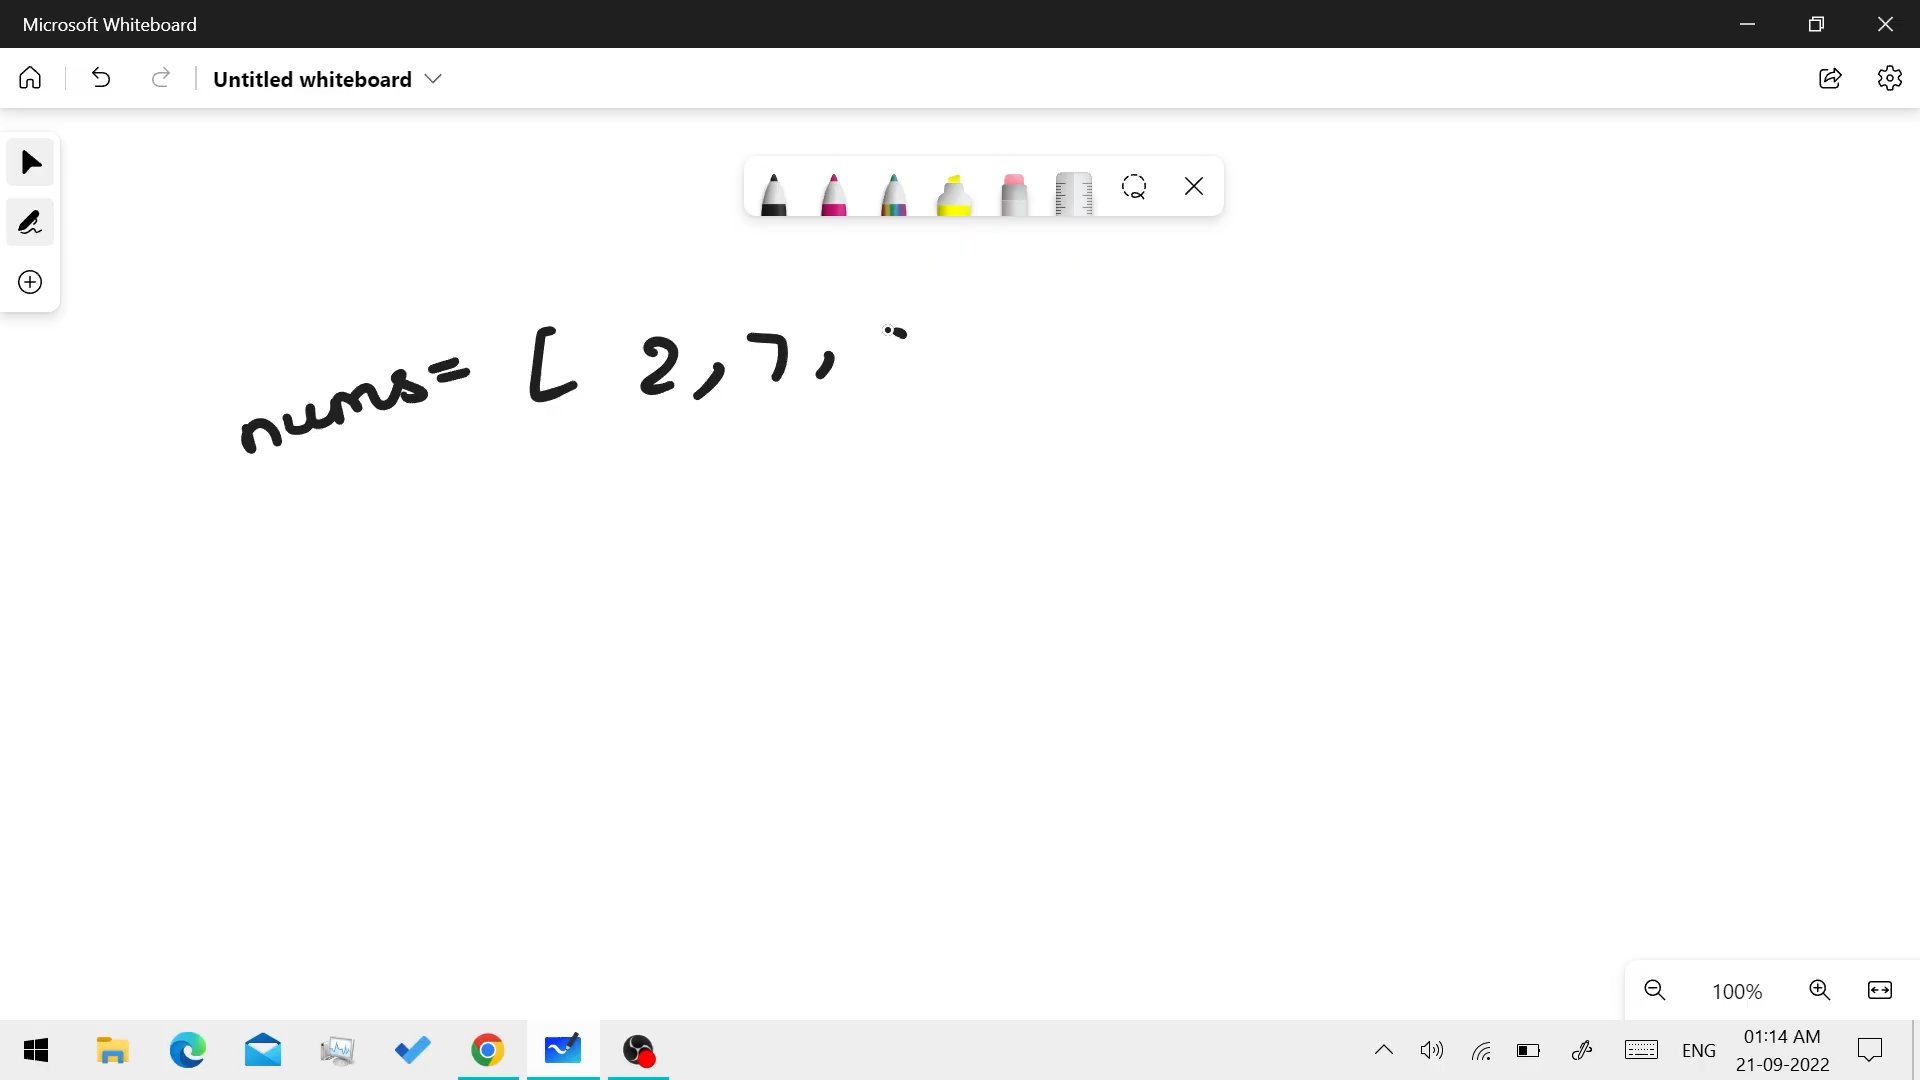 Microsoft Whiteboard
Untitled whiteboard
nums= [ 2,7,
100%
ENG
01:14 AM
21-09-2022